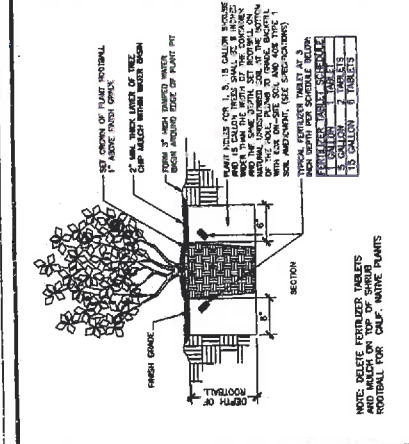 SET CROWN OF PLANT ROOTBALL
1" ABOVE FINISH GRADE
2" MIN. THICK LAYER OF TREE
CHIP MULCH WITHIN WATER BASIN
FORM 3" HIGH TAMPED WATER
BASIN AROUND EDGE OF PLANT PIT
PLANT HOLES FOR 1, 5, 15 GALLON SHRUBS
AND 15 GALLON TREES SHALL BE 6 INCHES
WIDER THAN THE WIDTH OF THE CONTAINER
AND THE SAME DEPTH. SET ROOTBALL ON
NATURAL UNDISTURBED SOIL AT THE BOTTOM
OF THE HOLE, PLUMB TO GRADE. BACKFILL
WITH ON-SITE SOIL AND TYPE 1
SOIL AMENDMENT. (SEE SPECIFICATIONS)
TYPICAL FERTILIZER TABLET AT 3
INCH DEPTH PER SCHEDULE BELOW:
FERTILIZER TABLET SCHEDULE
1 GALLON 1 TABLET
5 GALLON 2 TABLETS
15 GALLON 6 TABLETS
FINISH GRADE
DEPTH OF
ROOTBALL
6"
6"
SECTION
NOTE: DELETE FERTILIZER TABLETS
AND MULCH ON TOP OF SHRUB
ROOTBALL FOR CALIF. NATIVE PLANTS